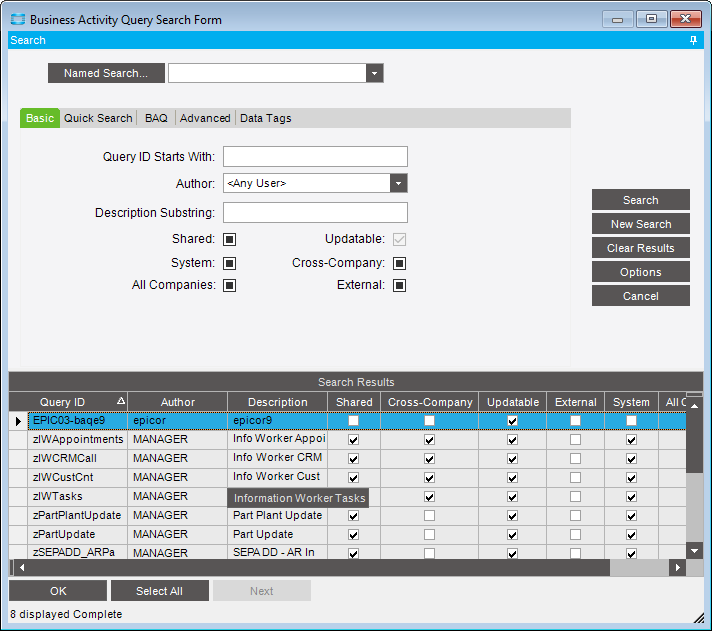 Business Activity Query Search Form
Search
Named Search...
Basic Quick Search BAQ Advanced Data Tags
Query ID Starts With:
Author: <Any User>
Description Substring:
Shared: Updatable:
System: Cross-Company:
All Companies: External:
Search
New Search
Clear Results
Options
Cancel
Search Results
Query ID Author Description Shared Cross-Company Updatable External System All C
EPIC03-baqe9 epicor epicor9
zIWAppointments MANAGER Info Worker Appoi
zIWCRMCall MANAGER Info Worker CRM
zIWCustCnt MANAGER Info Worker Cust
zIWTasks MANAGER Information Worker Tasks
zPartPlantUpdate MANAGER Part Plant Update
zPartUpdate MANAGER Part Update
zSEPADD_ARPa MANAGER SEPA DD - AR In
OK Select All Next
8 displayed Complete